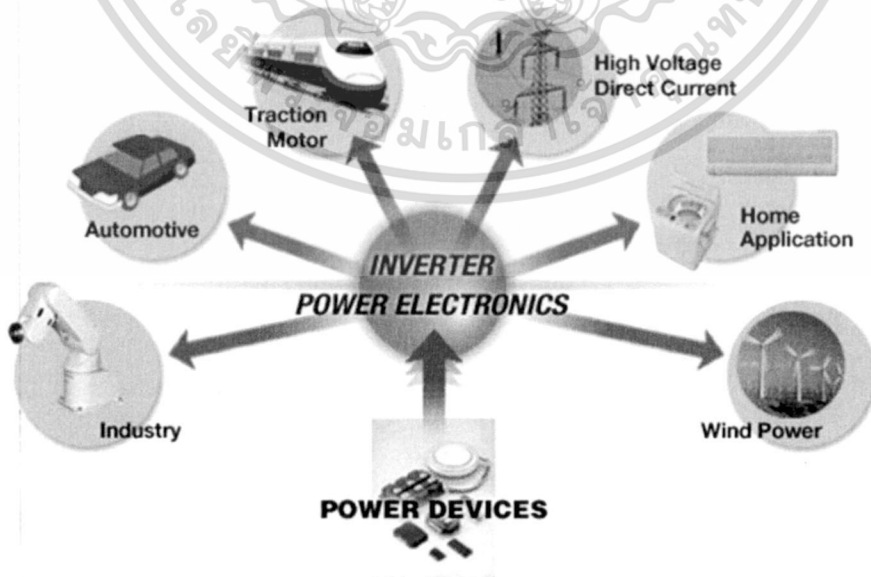 High Voltage
Direct Current
Traction
Motor
Automotive
Home
Application
INVERTER
POWER ELECTRONICS
Industry
Wind Power
POWER DEVICES